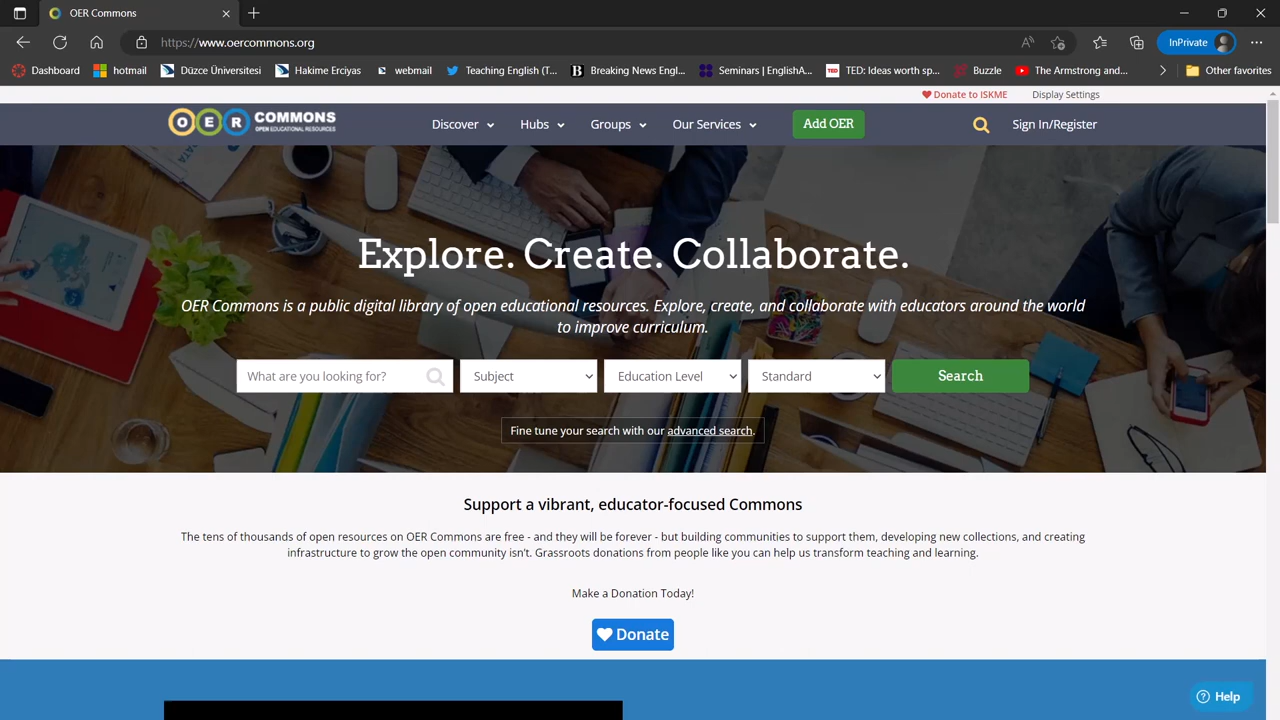 OER Commons
https://www.oercommons.org
InPrivate
Dashboard hotmail Düzce Üniversitesi Hakime Erciyas webmail Teaching English (T... Breaking News Engl... Seminars | EnglishA... TED: Ideas worth sp... Buzzle The Armstrong and... Other favorites
Donate to ISKME Display Settings
OER COMMONS
OPEN EDUCATIONAL RESOURCES
Discover Hubs Groups Our Services Add OER Sign In/Register
Explore. Create. Collaborate.
OER Commons is a public digital library of open educational resources. Explore, create, and collaborate with educators around the world
to improve curriculum.
What are you looking for? Subject Education Level Standard Search
Fine tune your search with our advanced search.
Support a vibrant, educator-focused Commons
The tens of thousands of open resources on OER Commons are free - and they will be forever - but building communities to support them, developing new collections, and creating
infrastructure to grow the open community isn't. Grassroots donations from people like you can help us transform teaching and learning.
Make a Donation Today!
Donate
Help